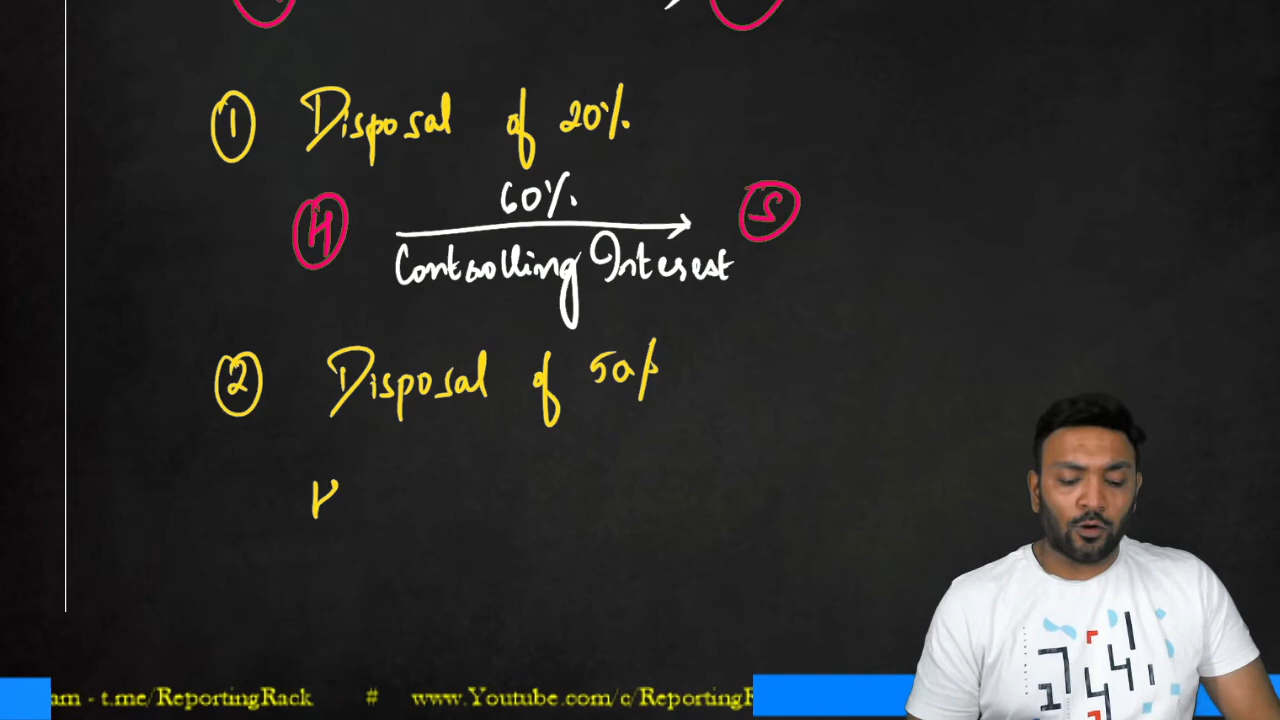 1 Disposal of 20%
60%
H S
Controlling Interest
2 Disposal of 50%
am - t.me/ReportingRack # www.Youtube.com/c/ReportingR